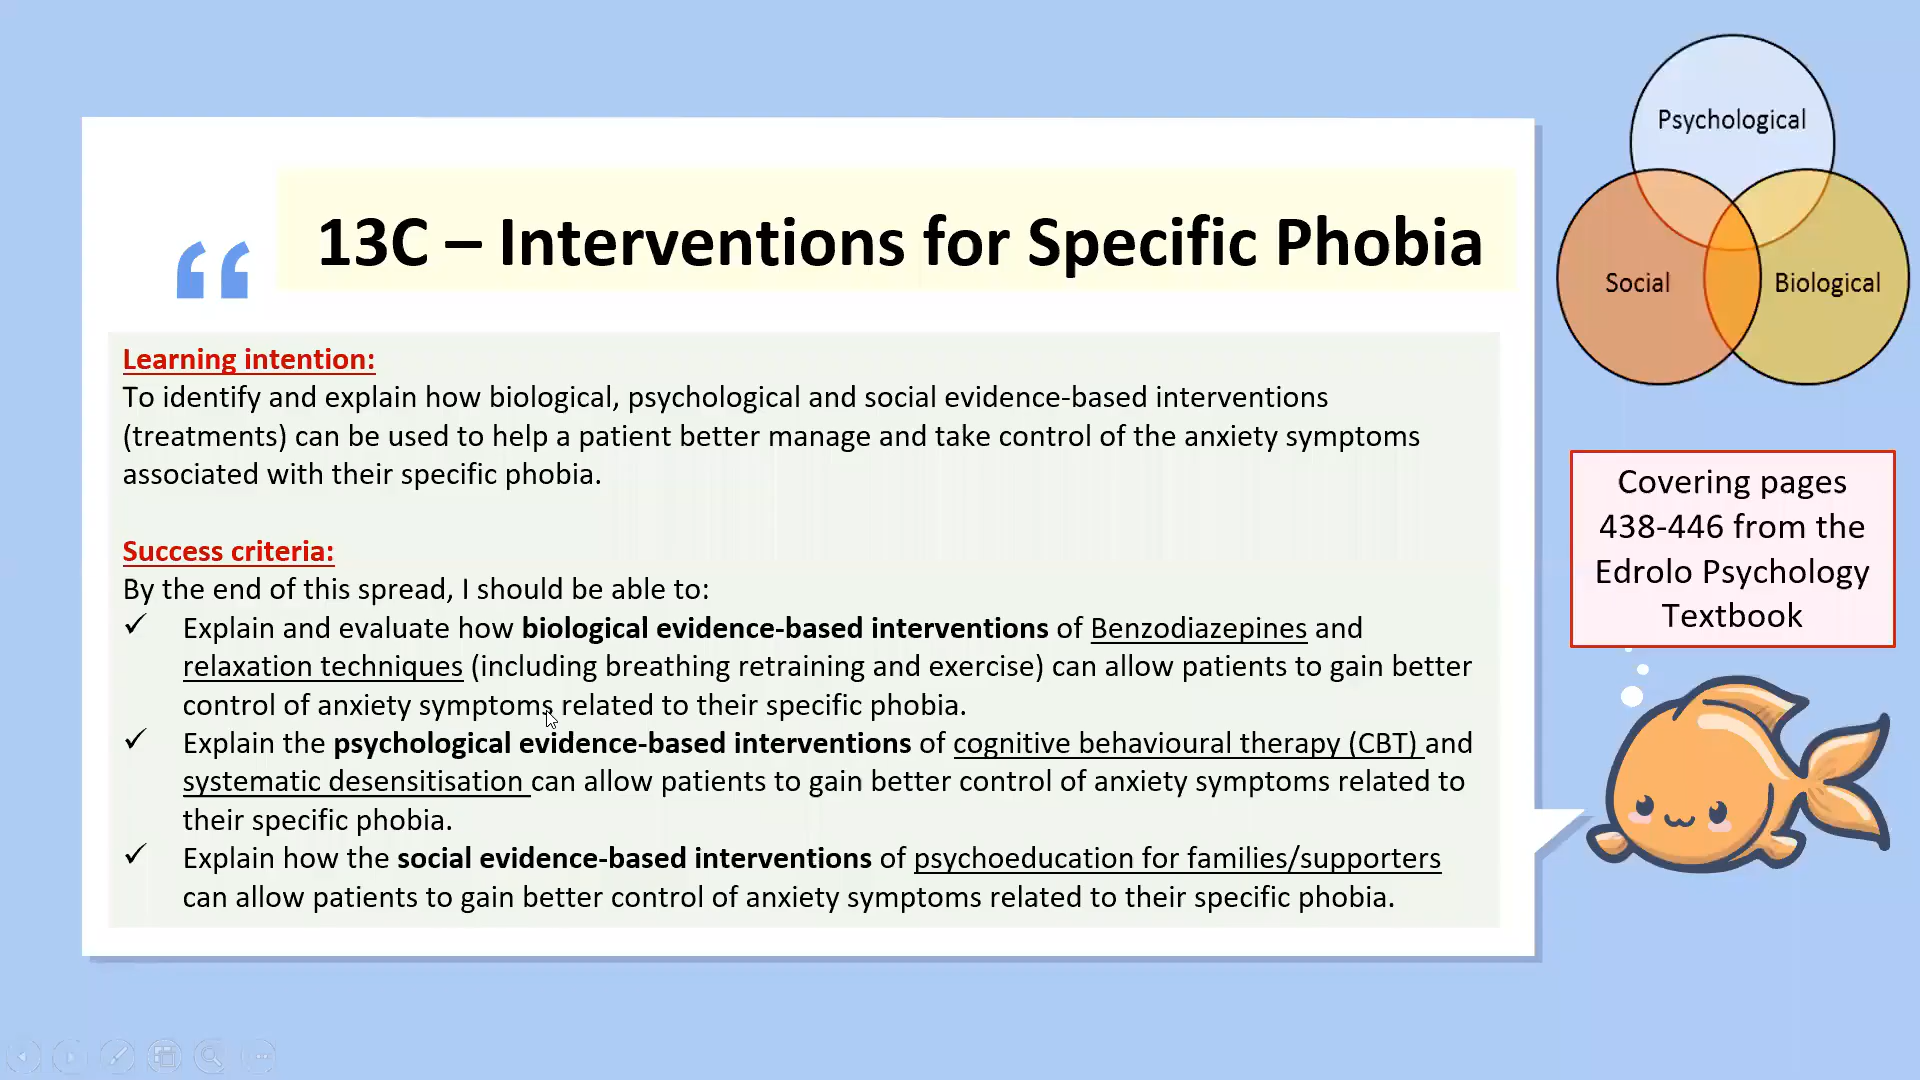 13C – Interventions for Specific Phobia
Learning intention:
To identify and explain how biological, psychological and social evidence-based interventions
(treatments) can be used to help a patient better manage and take control of the anxiety symptoms
associated with their specific phobia.
Success criteria:
By the end of this spread, I should be able to:
✓ Explain and evaluate how biological evidence-based interventions of Benzodiazepines and
relaxation techniques (including breathing retraining and exercise) can allow patients to gain better
control of anxiety symptoms related to their specific phobia.
✓ Explain the psychological evidence-based interventions of cognitive behavioural therapy (CBT) and
systematic desensitisation can allow patients to gain better control of anxiety symptoms related to
their specific phobia.
✓ Explain how the social evidence-based interventions of psychoeducation for families/supporters
can allow patients to gain better control of anxiety symptoms related to their specific phobia.
Psychological
Social
Biological
Covering pages
438-446 from the
Edrolo Psychology
Textbook